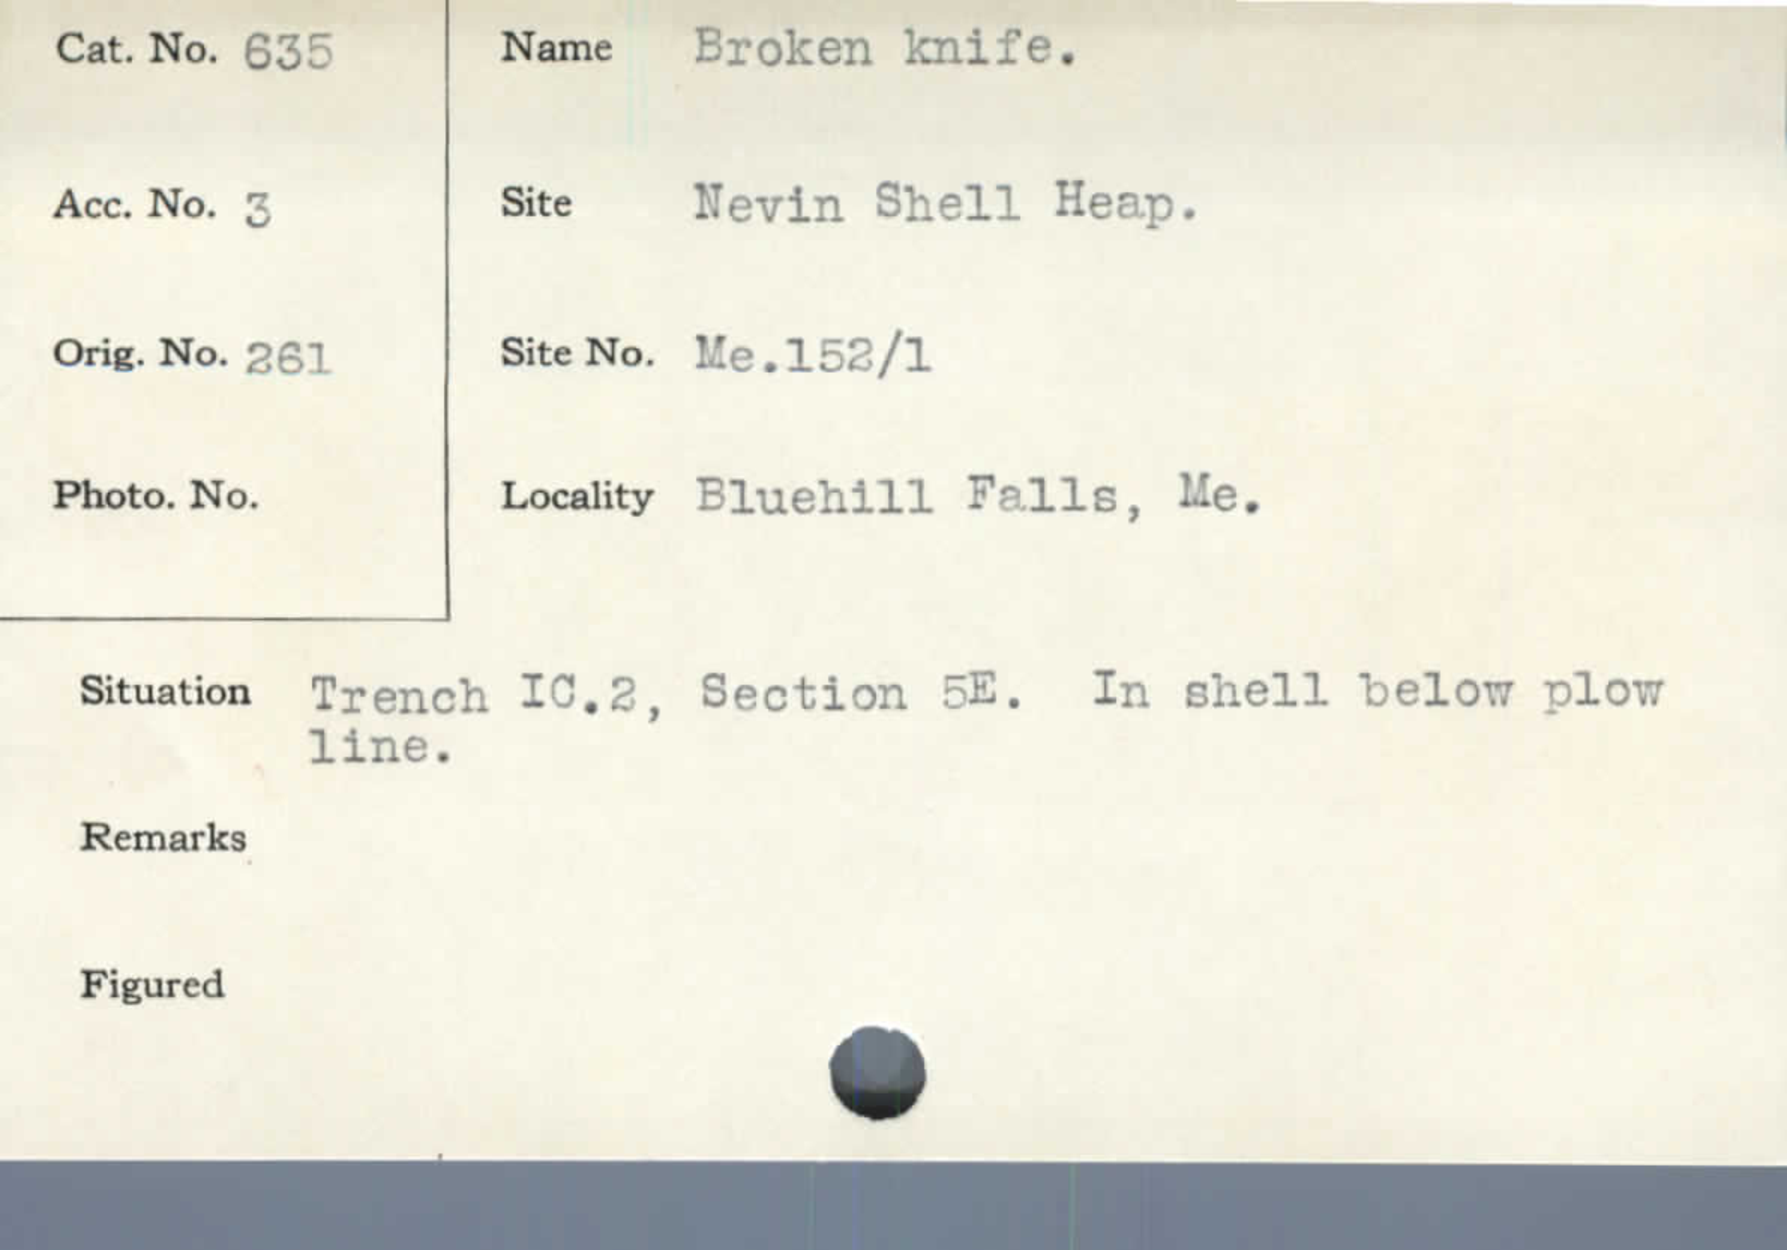 Cat. No. 635
Name Broken knife.
Acc. No. 3
Site Nevin Shell Heap.
Orig. No. 261
Site No. Me.152/1
Photo. No.
Locality Bluehill Falls, Me.
Situation Trench IC.2, Section 5E. In shell below plow
line.
Remarks
Figured